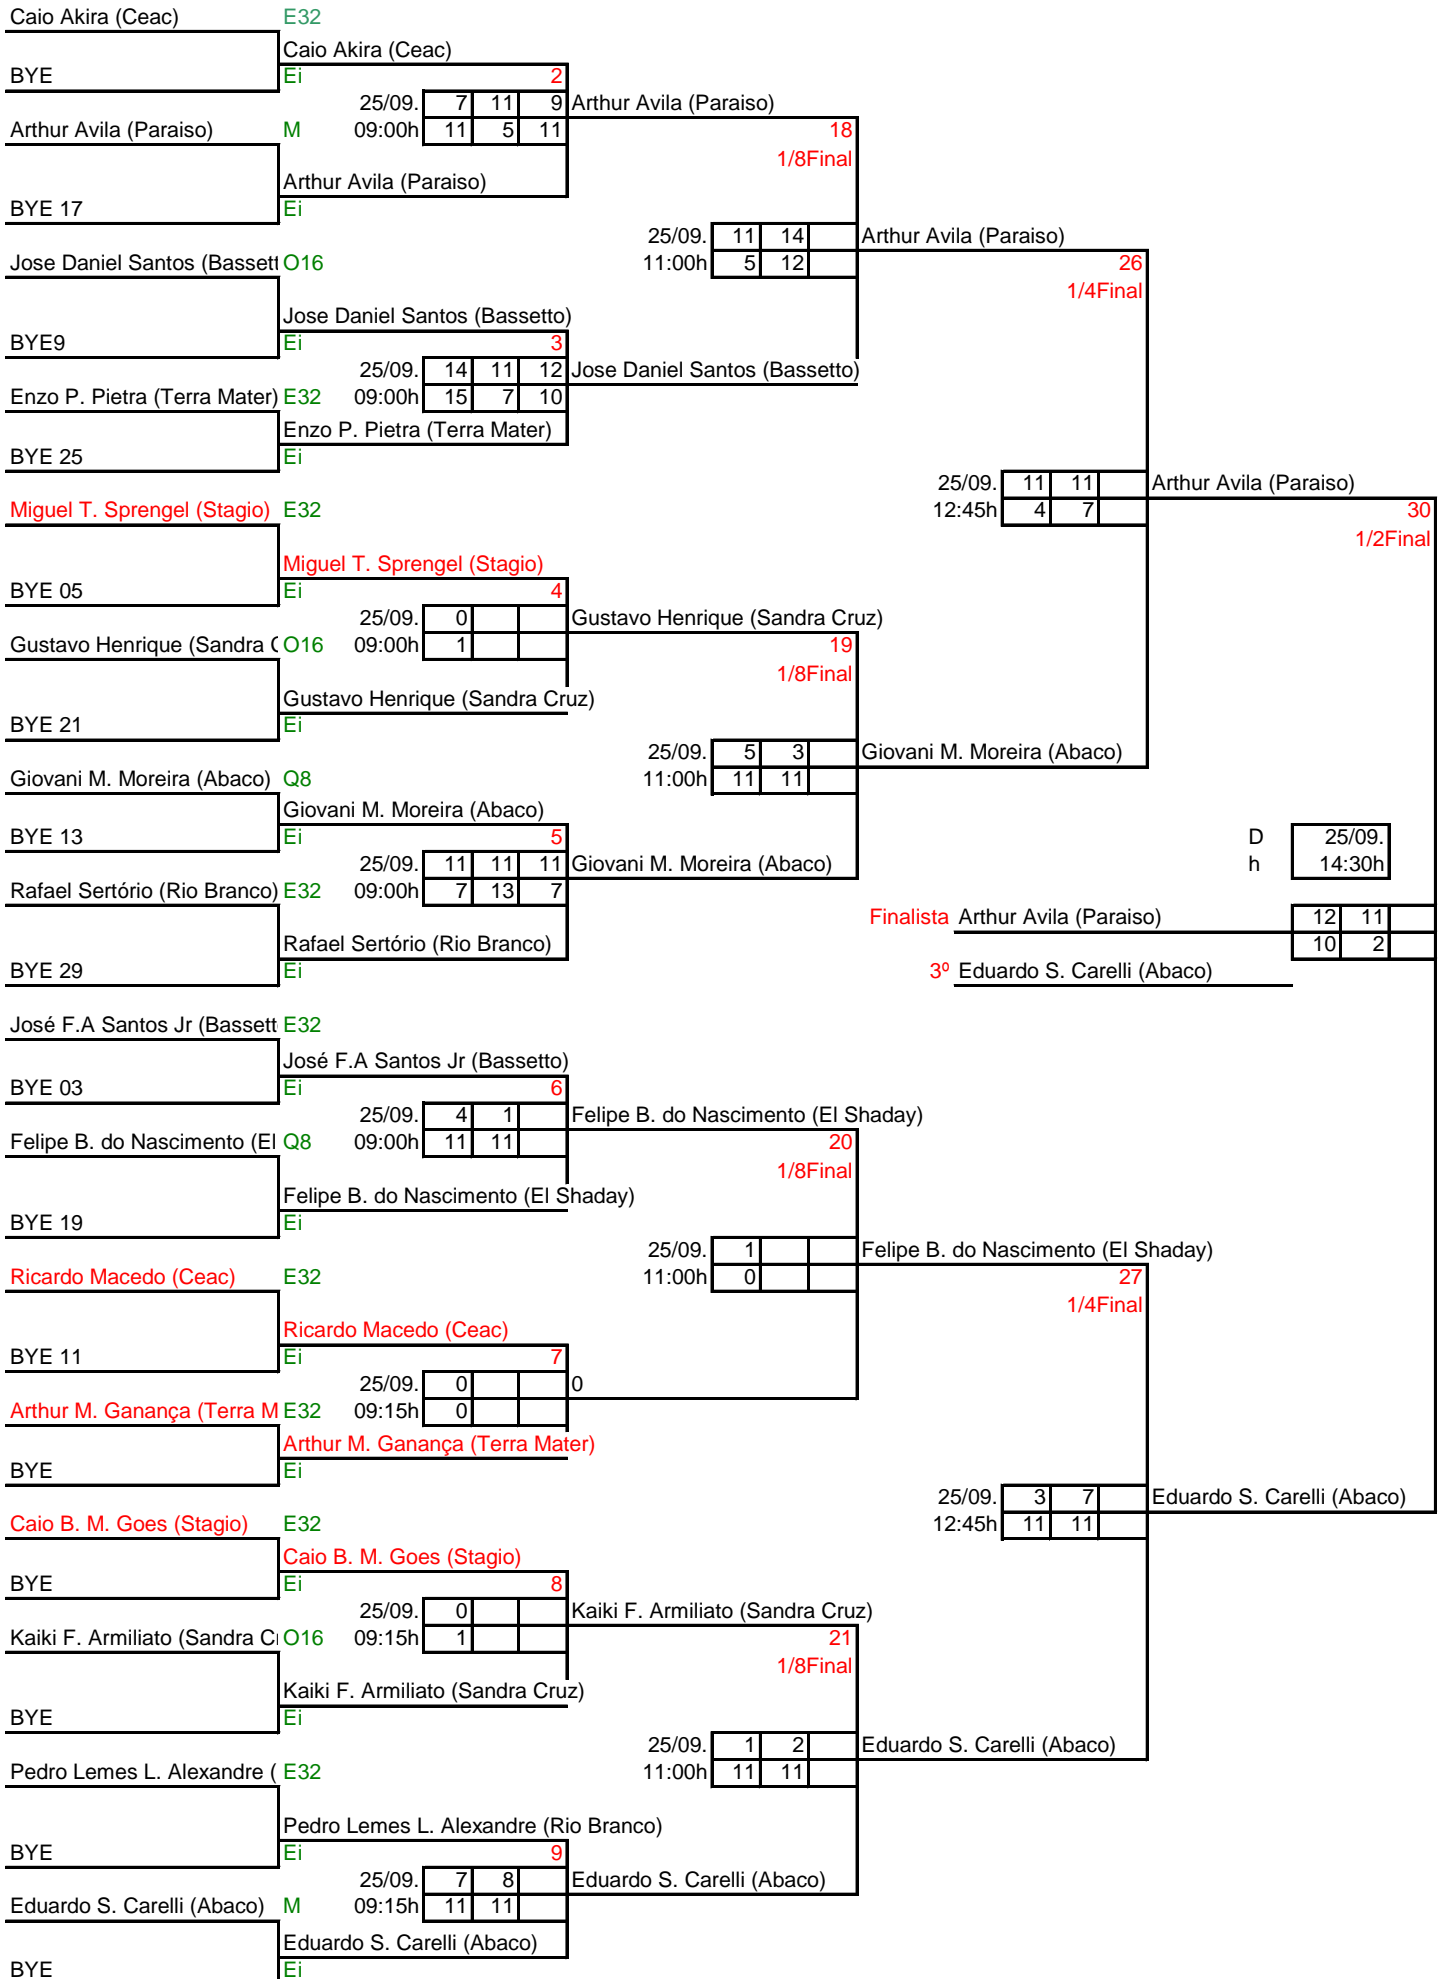 Caio Akira (Ceac) E32
Caio Akira (Ceac)
BYE Ei 2
25/09. 7 11 9 Arthur Avila (Paraiso)
Arthur Avila (Paraiso) M 09:00h 11 5 11 18
1/8Final
Arthur Avila (Paraiso)
BYE 17 Ei
25/09. 11 14 Arthur Avila (Paraiso)
Jose Daniel Santos (Bassett O16 11:00h 5 12 26
1/4Final
Jose Daniel Santos (Bassetto)
BYE9 Ei 3
25/09. 14 11 12 Jose Daniel Santos (Bassetto)
Enzo P. Pietra (Terra Mater) E32 09:00h 15 7 10
Enzo P. Pietra (Terra Mater)
BYE 25 Ei
25/09. 11 11 Arthur Avila (Paraiso)
Miguel T. Sprengel (Stagio) E32 12:45h 4 7 30
1/2Final
Miguel T. Sprengel (Stagio)
BYE 05 Ei 4
25/09. 0 Gustavo Henrique (Sandra Cruz)
Gustavo Henrique (Sandra C O16 09:00h 1 19
1/8Final
Gustavo Henrique (Sandra Cruz)
BYE 21 Ei
25/09. 5 3 Giovani M. Moreira (Abaco)
Giovani M. Moreira (Abaco) Q8 11:00h 11 11
Giovani M. Moreira (Abaco)
BYE 13 Ei 5 D 25/09.
25/09. 11 11 11 Giovani M. Moreira (Abaco) h 14:30h
Rafael Sertório (Rio Branco) E32 09:00h 7 13 7
Finalista Arthur Avila (Paraiso) 12 11
Rafael Sertório (Rio Branco) 10 2
BYE 29 Ei 3º Eduardo S. Carelli (Abaco)
José F.A Santos Jr (Bassett E32
José F.A Santos Jr (Bassetto)
BYE 03 Ei 6
25/09. 4 1 Felipe B. do Nascimento (El Shaday)
Felipe B. do Nascimento (El Q8 09:00h 11 11 20
1/8Final
Felipe B. do Nascimento (El Shaday)
BYE 19 Ei
25/09. 1 Felipe B. do Nascimento (El Shaday)
Ricardo Macedo (Ceac) E32 11:00h 0 27
1/4Final
Ricardo Macedo (Ceac)
BYE 11 Ei 7
25/09. 0 0
Arthur M. Ganança (Terra M E32 09:15h 0
Arthur M. Ganança (Terra Mater)
BYE Ei
25/09. 3 7 Eduardo S. Carelli (Abaco)
Caio B. M. Goes (Stagio) E32 12:45h 11 11
Caio B. M. Goes (Stagio)
BYE Ei 8
25/09. 0 Kaiki F. Armiliato (Sandra Cruz)
Kaiki F. Armiliato (Sandra Cr O16 09:15h 1 21
1/8Final
Kaiki F. Armiliato (Sandra Cruz)
BYE Ei
25/09. 1 2 Eduardo S. Carelli (Abaco)
Pedro Lemes L. Alexandre ( E32 11:00h 11 11
Pedro Lemes L. Alexandre (Rio Branco)
BYE Ei 9
25/09. 7 8 Eduardo S. Carelli (Abaco)
Eduardo S. Carelli (Abaco) M 09:15h 11 11
Eduardo S. Carelli (Abaco)
BYE Ei